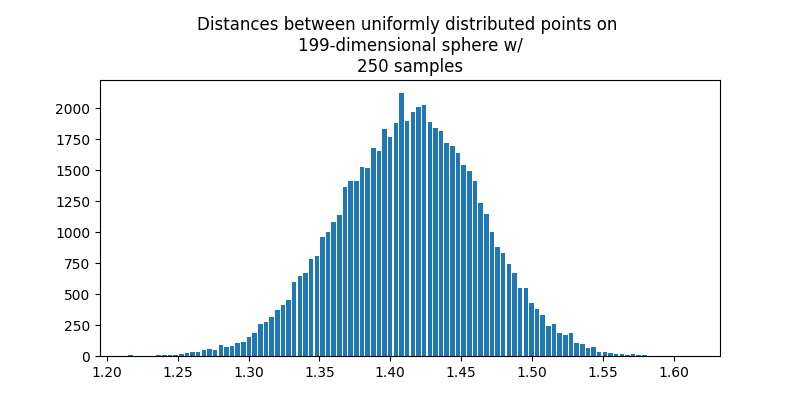 Distances between uniformly distributed points on
199-dimensional sphere w/
250 samples
2000
1750
1500
1250
1000
750
500
250
0
1.20 1.25 1.30 1.35 1.40 1.45 1.50 1.55 1.60